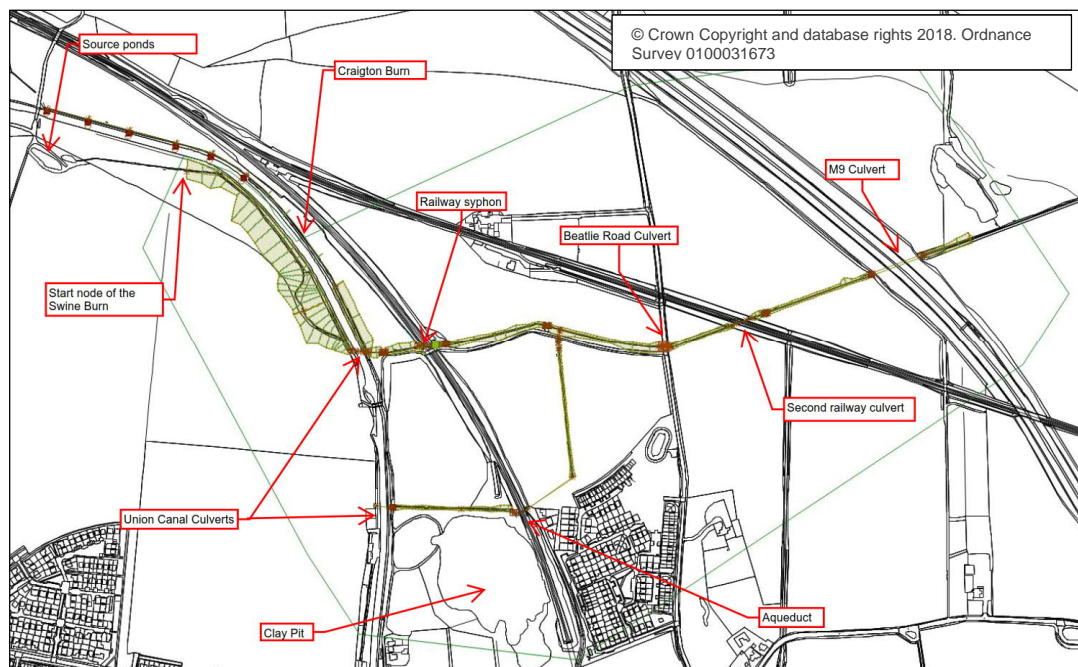 © Crown Copyright and database rights 2018. Ordnance
Survey 0100031673
Source ponds
Craigton Burn
M9 Culvert
Railway syphon
Beatlie Road Culvert
Start node of the
Swine Burn
Second railway culvert
Union Canal Culverts
Aqueduct
Clay Pit